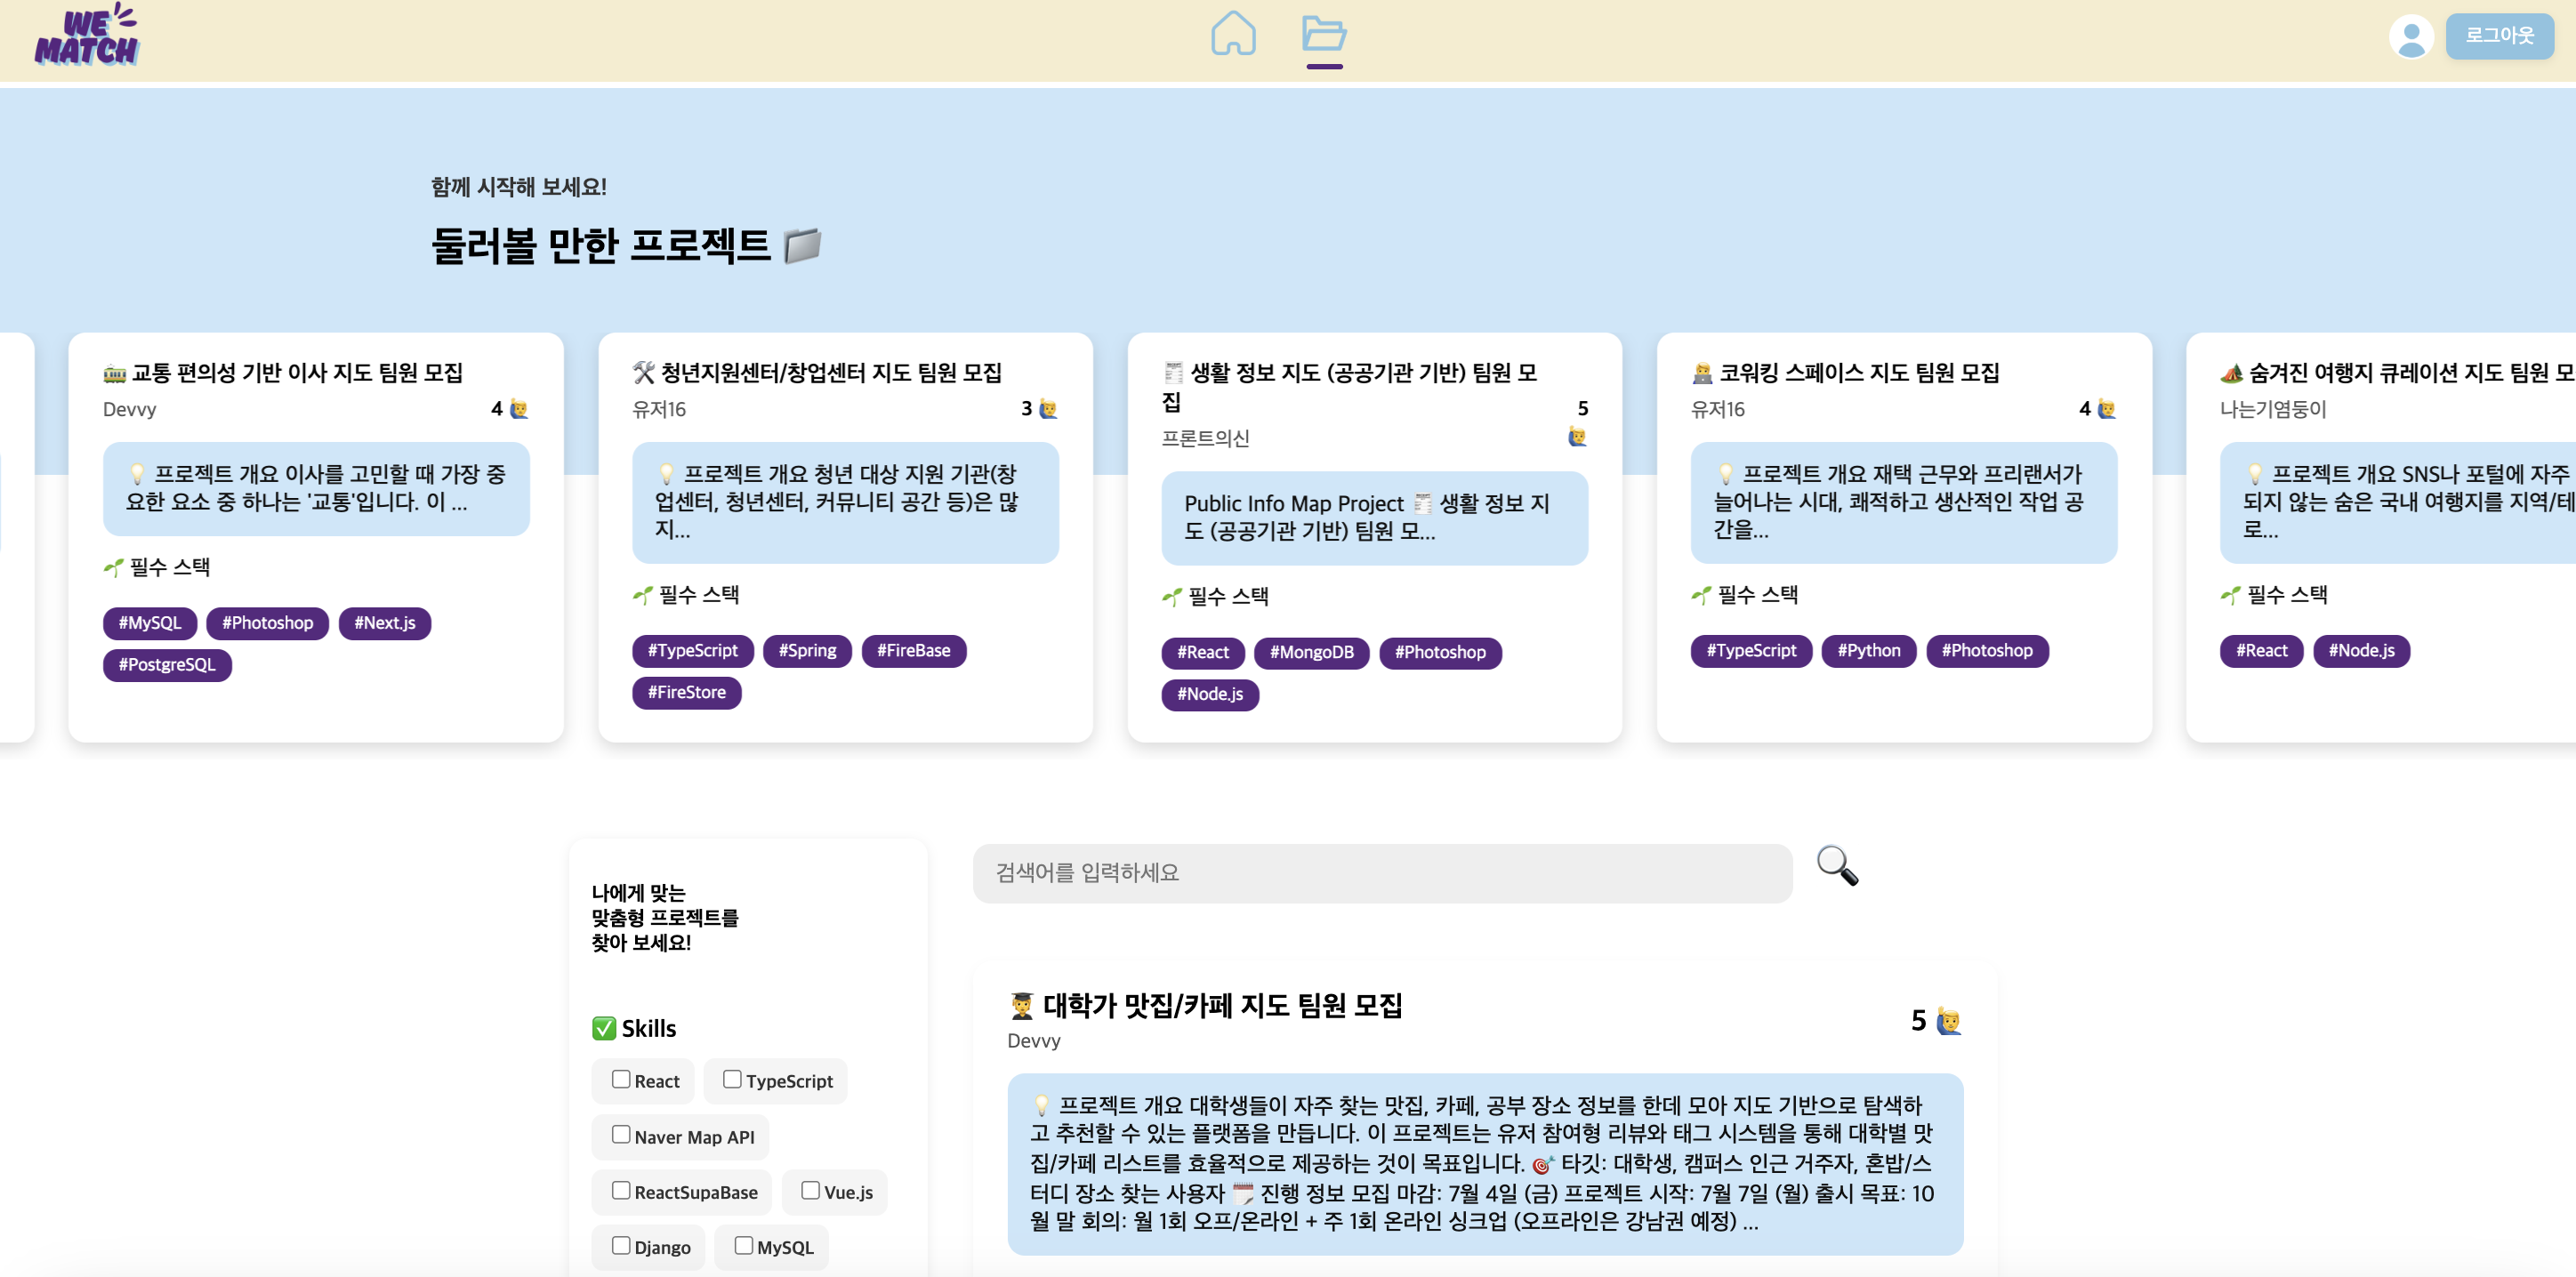 WE
MATCH
로그아웃
함께 시작해 보세요!
둘러볼 만한 프로젝트 📁
🚃 교통 편의성 기반 이사 지도 팀원 모집
Devvy
4 🙋‍♂️
💡 프로젝트 개요 이사를 고민할 때 가장 중
요한 요소 중 하나는 '교통'입니다. 이 ...
🌱 필수 스택
#MySQL #Photoshop #Next.js
#PostgreSQL
🛠️ 청년지원센터/창업센터 지도 팀원 모집
유저16
3 🙋‍♂️
💡 프로젝트 개요 청년 대상 지원 기관(창
업센터, 청년센터, 커뮤니티 공간 등)은 많
지...
🌱 필수 스택
#TypeScript #Spring #FireBase
#FireStore
🧾 생활 정보 지도 (공공기관 기반) 팀원 모
집
프론트의신
5
🙋‍♂️
Public Info Map Project 🧾 생활 정보 지
도 (공공기관 기반) 팀원 모...
🌱 필수 스택
#React #MongoDB #Photoshop
#Node.js
🧑‍💻 코워킹 스페이스 지도 팀원 모집
유저16
4 🙋‍♂️
💡 프로젝트 개요 재택 근무와 프리랜서가
늘어나는 시대, 쾌적하고 생산적인 작업 공
간을...
🌱 필수 스택
#TypeScript #Python #Photoshop
🏕️ 숨겨진 여행지 큐레이션 지도 팀원 모
나는기염둥이
💡 프로젝트 개요 SNS나 포털에 자주
되지 않는 숨은 국내 여행지를 지역/테
로...
🌱 필수 스택
#React #Node.js
나에게 맞는
맞춤형 프로젝트를
찾아 보세요!
✅ Skills
React TypeScript
Naver Map API
ReactSupaBase Vue.js
Django MySQL
검색어를 입력하세요 🔍
🧑‍🎓 대학가 맛집/카페 지도 팀원 모집
Devvy
5 🙋‍♂️
💡 프로젝트 개요 대학생들이 자주 찾는 맛집, 카페, 공부 장소 정보를 한데 모아 지도 기반으로 탐색하
고 추천할 수 있는 플랫폼을 만듭니다. 이 프로젝트는 유저 참여형 리뷰와 태그 시스템을 통해 대학별 맛
집/카페 리스트를 효율적으로 제공하는 것이 목표입니다. 🎯 타깃: 대학생, 캠퍼스 인근 거주자, 혼밥/스
터디 장소 찾는 사용자 🗓️ 진행 정보 모집 마감: 7월 4일 (금) 프로젝트 시작: 7월 7일 (월) 출시 목표: 10
월 말 회의: 월 1회 오프/온라인 + 주 1회 온라인 싱크업 (오프라인은 강남권 예정) ...